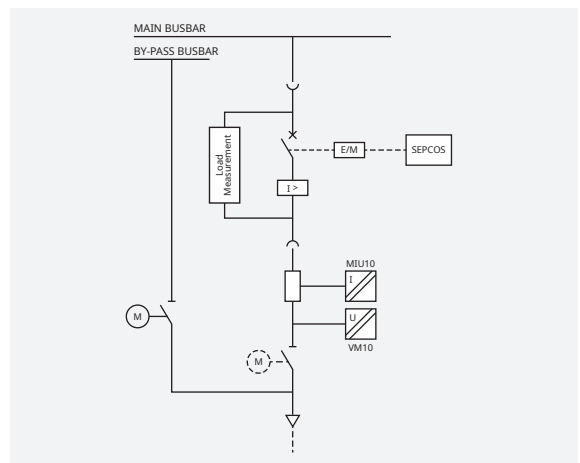 MAIN BUSBAR
BY-PASS BUSBAR
Load
Measurement
E/M
SEPCOS
I >
MIU10
I
U
M
VM10
M